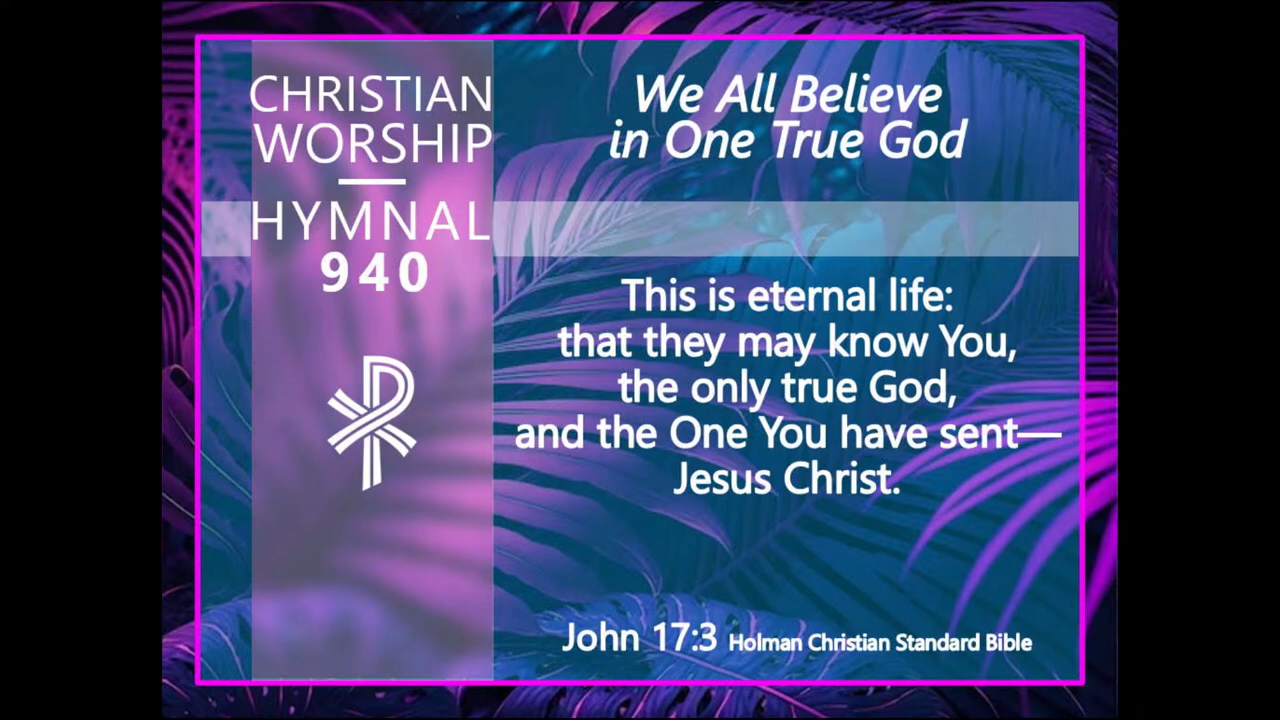 CHRISTIAN
WORSHIP
HYMNAL
940
We All Believe
in One True God
This is eternal life:
that they may know You,
the only true God,
and the One You have sent—
Jesus Christ.
John 17:3 Holman Christian Standard Bible